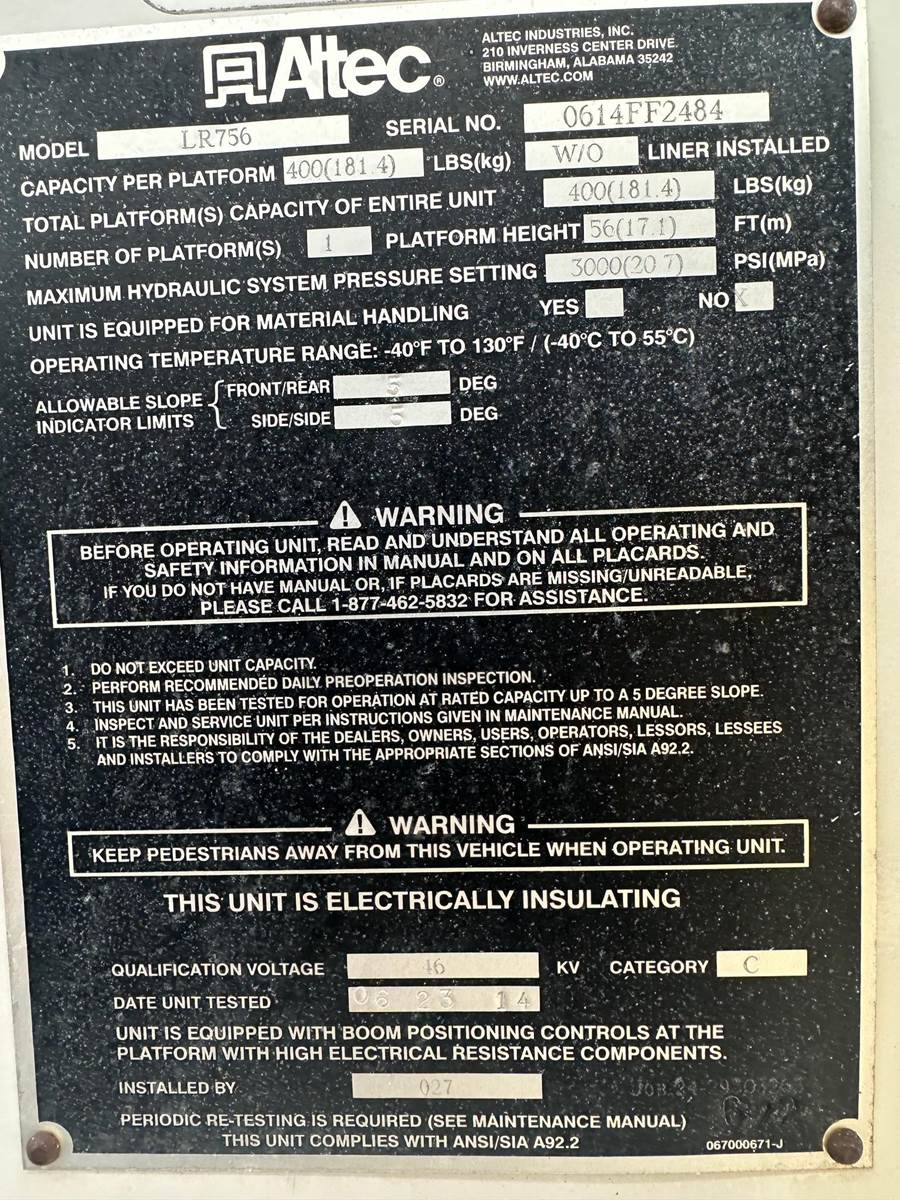 Altec®
ALTEC INDUSTRIES, INC.
210 INVERNESS CENTER DRIVE
BIRMINGHAM, ALABAMA 35242
WWW.ALTEC.COM
MODEL LR756 SERIAL NO. 0614FF2484
CAPACITY PER PLATFORM 400(181.4) LBS(kg) W/O LINER INSTALLED
TOTAL PLATFORM(S) CAPACITY OF ENTIRE UNIT 400(181.4) LBS(kg)
NUMBER OF PLATFORM(S) 1 PLATFORM HEIGHT 56(17.1) FT(m)
MAXIMUM HYDRAULIC SYSTEM PRESSURE SETTING 3000(20.7) PSI(MPa)
UNIT IS EQUIPPED FOR MATERIAL HANDLING YES NO X
OPERATING TEMPERATURE RANGE: -40°F TO 130°F / (-40°C TO 55°C)
ALLOWABLE SLOPE INDICATOR LIMITS
FRONT/REAR 5 DEG
SIDE/SIDE 5 DEG
WARNING
BEFORE OPERATING UNIT, READ AND UNDERSTAND ALL OPERATING AND
SAFETY INFORMATION IN MANUAL AND ON ALL PLACARDS.
IF YOU DO NOT HAVE MANUAL OR, IF PLACARDS ARE MISSING/UNREADABLE,
PLEASE CALL 1-877-462-5832 FOR ASSISTANCE.
1. DO NOT EXCEED UNIT CAPACITY.
2. PERFORM RECOMMENDED DAILY PREOPERATION INSPECTION.
3. THIS UNIT HAS BEEN TESTED FOR OPERATION AT RATED CAPACITY UP TO A 5 DEGREE SLOPE.
4. INSPECT AND SERVICE UNIT PER INSTRUCTIONS GIVEN IN MAINTENANCE MANUAL.
5. IT IS THE RESPONSIBILITY OF THE DEALERS, OWNERS, USERS, OPERATORS, LESSORS, LESSEES
AND INSTALLERS TO COMPLY WITH THE APPROPRIATE SECTIONS OF ANSI/SIA A92.2.
WARNING
KEEP PEDESTRIANS AWAY FROM THIS VEHICLE WHEN OPERATING UNIT.
THIS UNIT IS ELECTRICALLY INSULATING
QUALIFICATION VOLTAGE 46 KV CATEGORY C
DATE UNIT TESTED 06 23 14
UNIT IS EQUIPPED WITH BOOM POSITIONING CONTROLS AT THE
PLATFORM WITH HIGH ELECTRICAL RESISTANCE COMPONENTS.
INSTALLED BY 027
PERIODIC RE-TESTING IS REQUIRED (SEE MAINTENANCE MANUAL)
THIS UNIT COMPLIES WITH ANSI/SIA A92.2
067000671-J